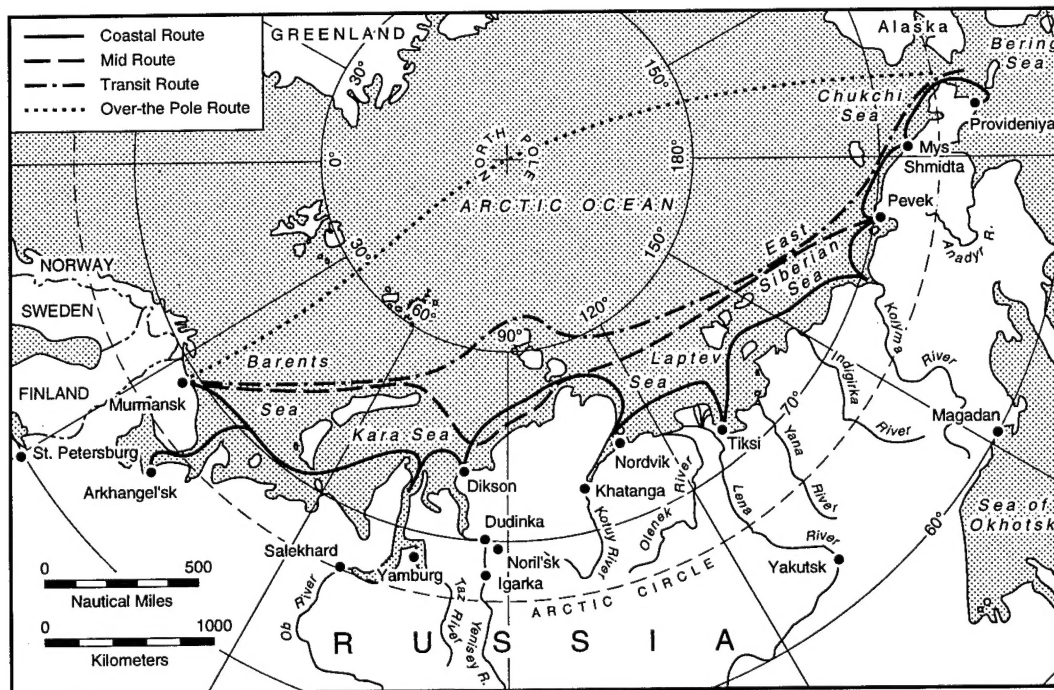 Coastal Route
Mid Route
Transit Route
Over-the Pole Route
GREENLAND
Alaska
Bering
Sea
30°
150°
150°
Chukchi
Sea
Provideniya
Mys
Shmidta
0°
NORTH
POLE
180°
ARCTIC OCEAN
Pevek
30°
150°
East
Siberian
Sea
Anadyr R.
NORWAY
SWEDEN
FINLAND
60°
90°
120°
Barents
Sea
Laptev
Sea
Kolyma
River
Indigirka
River
Murmansk
Kara Sea
70°
Magadan
St. Petersburg
Arkhangel'sk
Dikson
Nordvik
Tiksi
Yana
River
Khatanga
Olenek
River
Lena
River
60°
Sea of
Okhotsk
Dudinka
Kotuy River
Salekhard
Yamburg
Noril'sk
Igarka
Yakutsk
ARCTIC CIRCLE
Ob
River
Taz River
Yenisey R.
RUSSIA
0
500
Nautical Miles
0
1000
Kilometers